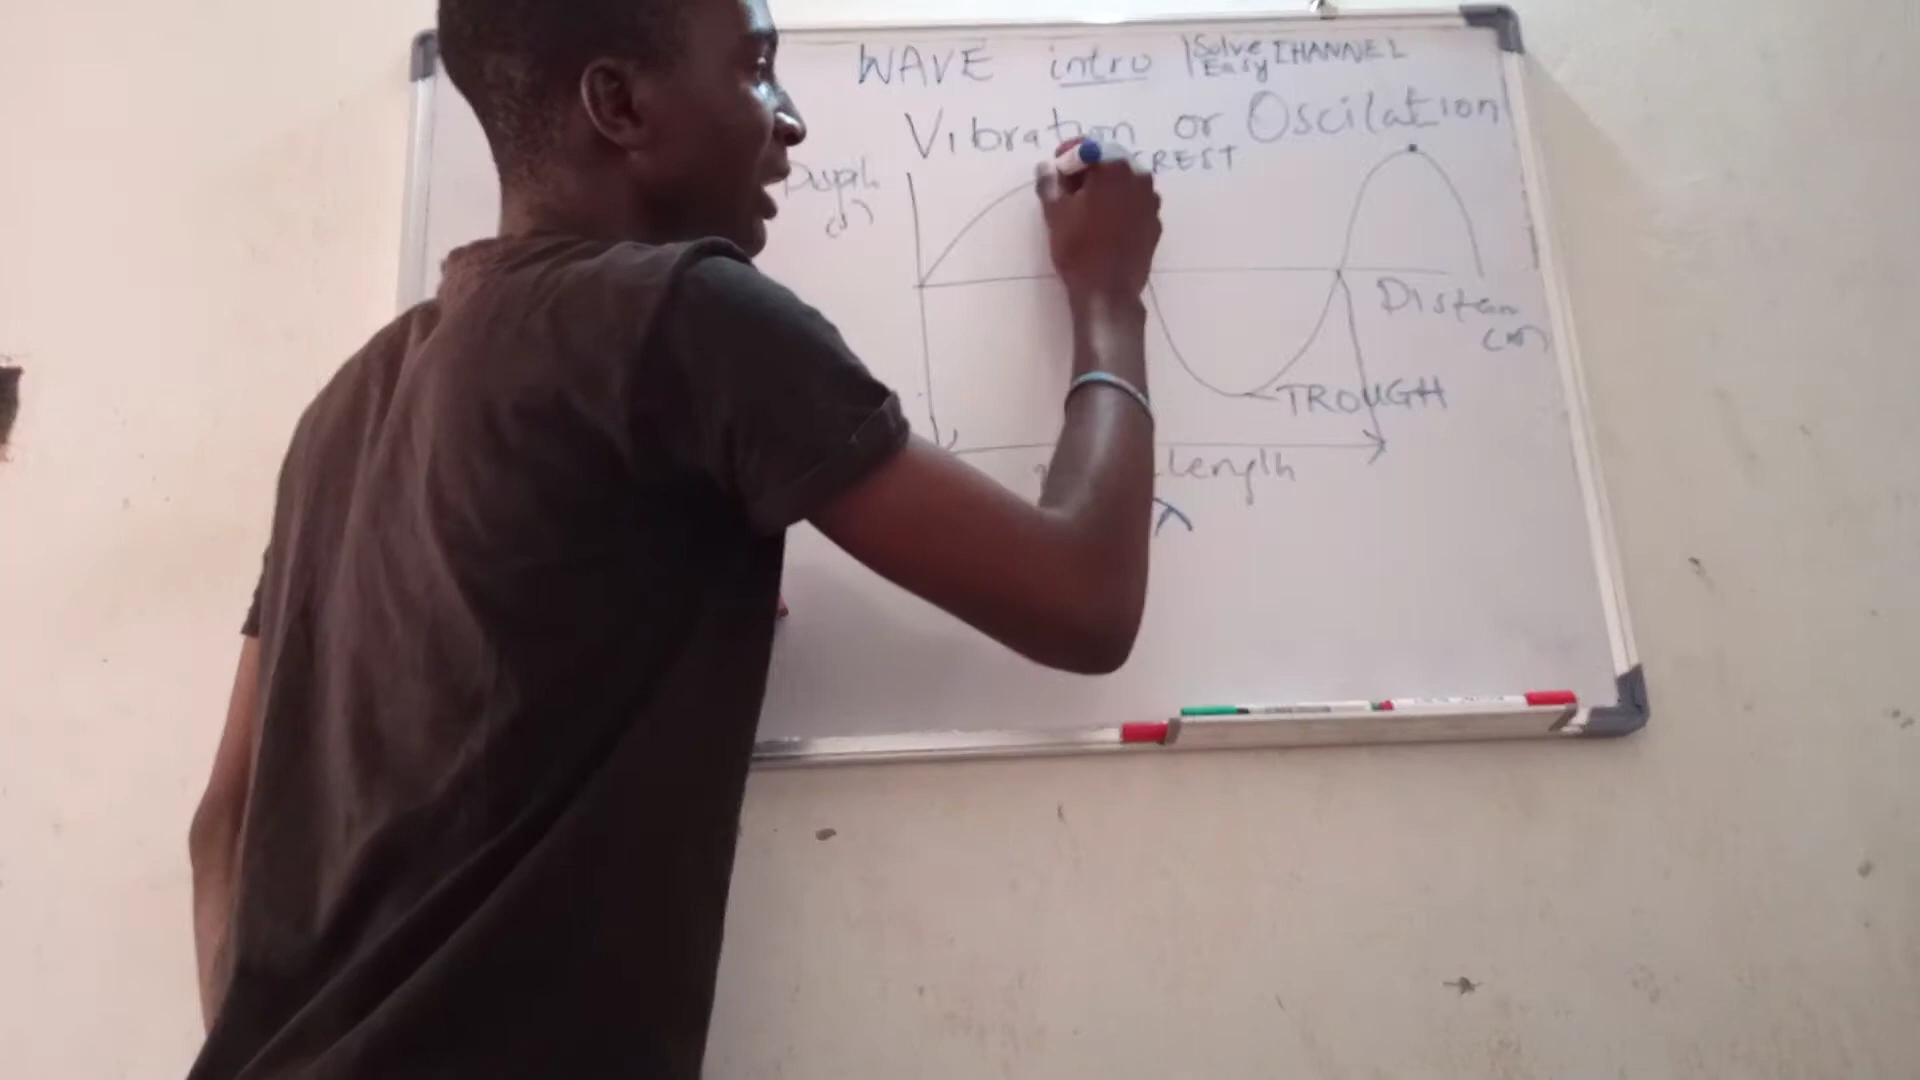 WAVE intro | Solve Easy CHANNEL
Vibration or Oscilation
CREST
(s)
Distan
(m)
TROUGH
Length
λ